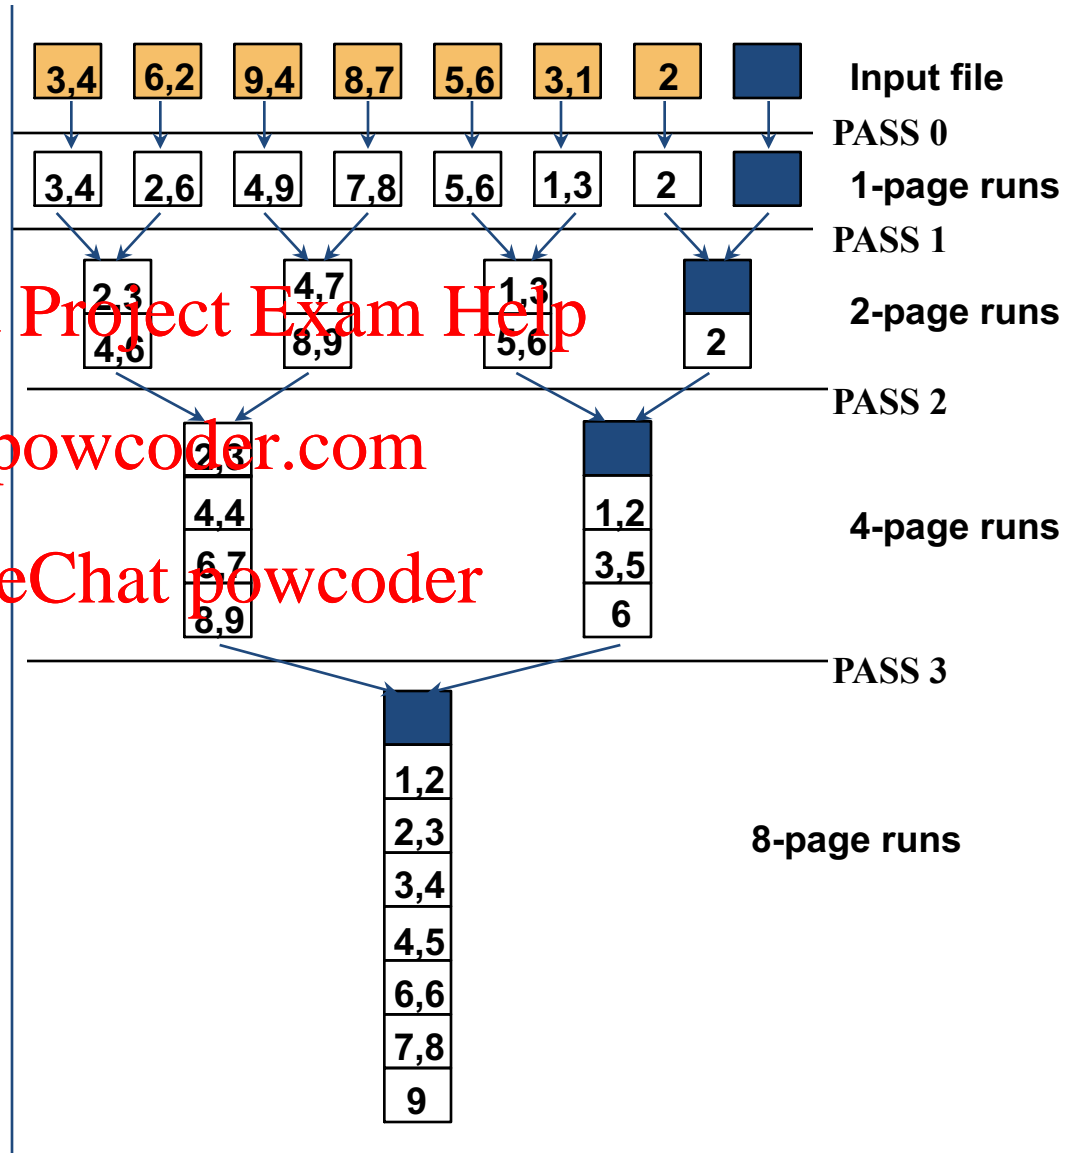 3,4 6,2 9,4 8,7 5,6 3,1 2 Input file
PASS 0
3,4 2,6 4,9 7,8 5,6 1,3 2 1-page runs
PASS 1
2,3 4,7 1,3
Project Exam Help
2-page runs
4,6 8,9 5,6 2
PASS 2
powcoder.com
2,3
4,4 1,2
4-page runs
6,7 3,5
eChat powcoder
8,9 6
PASS 3
1,2
2,3
8-page runs
3,4
4,5
6,6
7,8
9